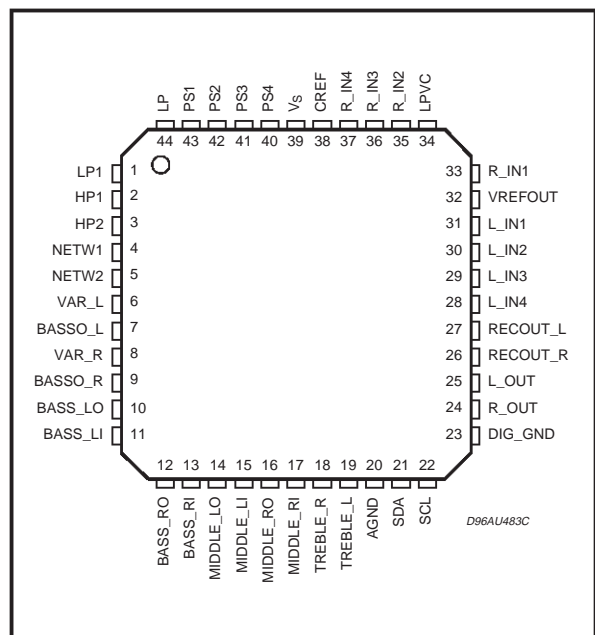 LP
PS1
PS2
PS3
PS4
Vs
CREF
R_IN4
R_IN3
R_IN2
LPVC
44 43 42 41 40 39 38 37 36 35 34
LP1 1
HP1 2
HP2 3
NETW1 4
NETW2 5
VAR_L 6
BASSO_L 7
VAR_R 8
BASSO_R 9
BASS_LO 10
BASS_LI 11
33 R_IN1
32 VREFOUT
31 L_IN1
30 L_IN2
29 L_IN3
28 L_IN4
27 RECOUT_L
26 RECOUT_R
25 L_OUT
24 R_OUT
23 DIG_GND
12 13 14 15 16 17 18 19 20 21 22
BASS_RO
BASS_RI
MIDDLE_LO
MIDDLE_LI
MIDDLE_RO
MIDDLE_RI
TREBLE_R
TREBLE_L
AGND
SDA
SCL
D96AU483C